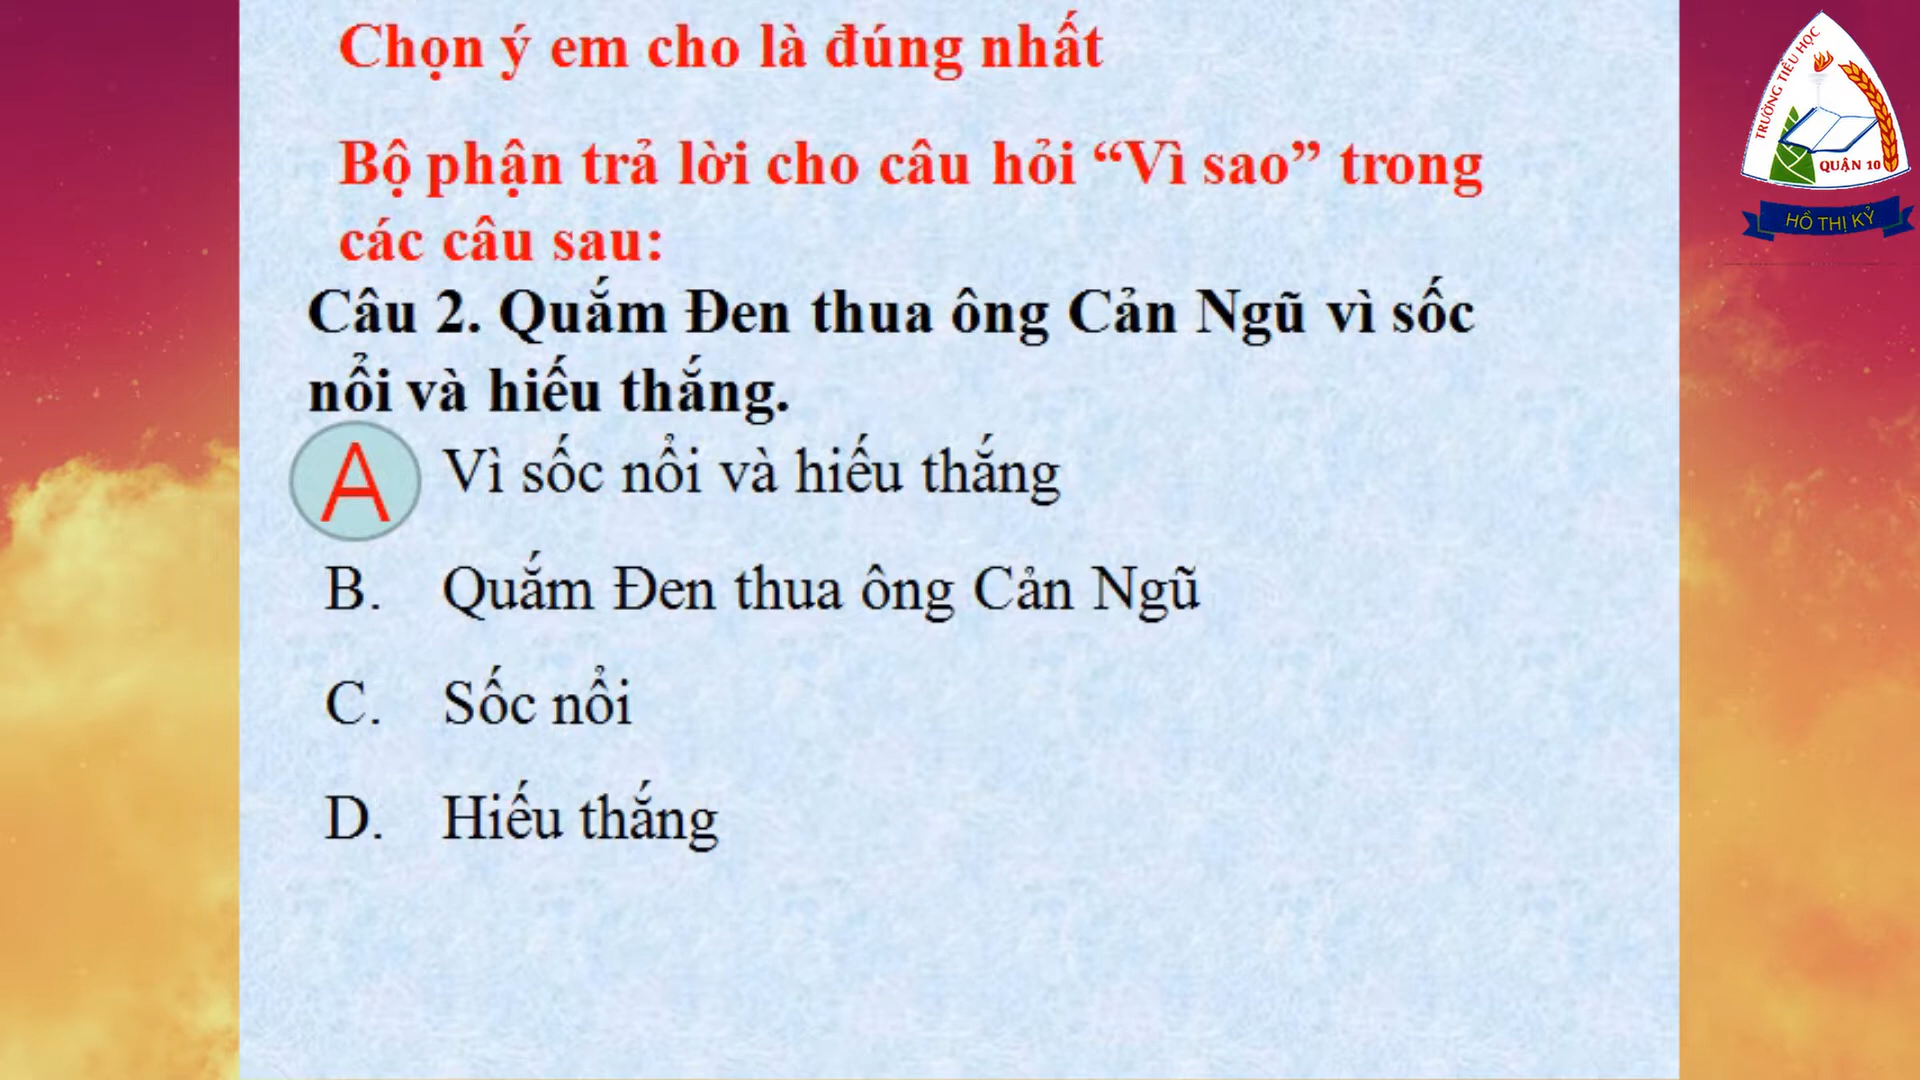 Chọn ý em cho là đúng nhất
Bộ phận trả lời cho câu hỏi “Vì sao” trong
các câu sau:
Câu 2. Quắm Đen thua ông Cản Ngũ vì sốc
nổi và hiếu thắng.
A Vì sốc nổi và hiếu thắng
B. Quắm Đen thua ông Cản Ngũ
C. Sốc nổi
D. Hiếu thắng
TRƯỜNG TIỂU HỌC
QUẬN 10
HỒ THỊ KỶ